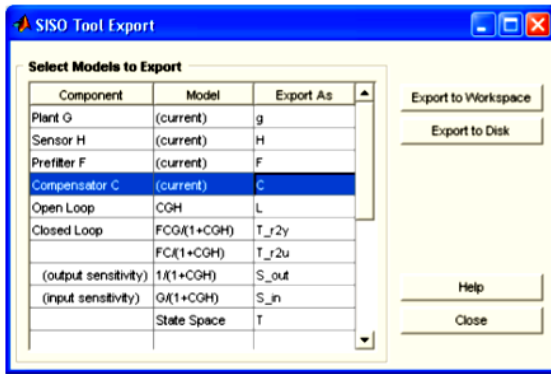 SISO Tool Export
Select Models to Export
Component Model Export As
Plant G (current) g
Sensor H (current) H
Prefilter F (current) F
Compensator C (current) C
Open Loop CGH L
Closed Loop FCG/(1+CGH) T_r2y
FC/(1+CGH) T_r2u
(output sensitivity) 1/(1+CGH) S_out
(input sensitivity) G/(1+CGH) S_in
State Space T
Export to Workspace
Export to Disk
Help
Close